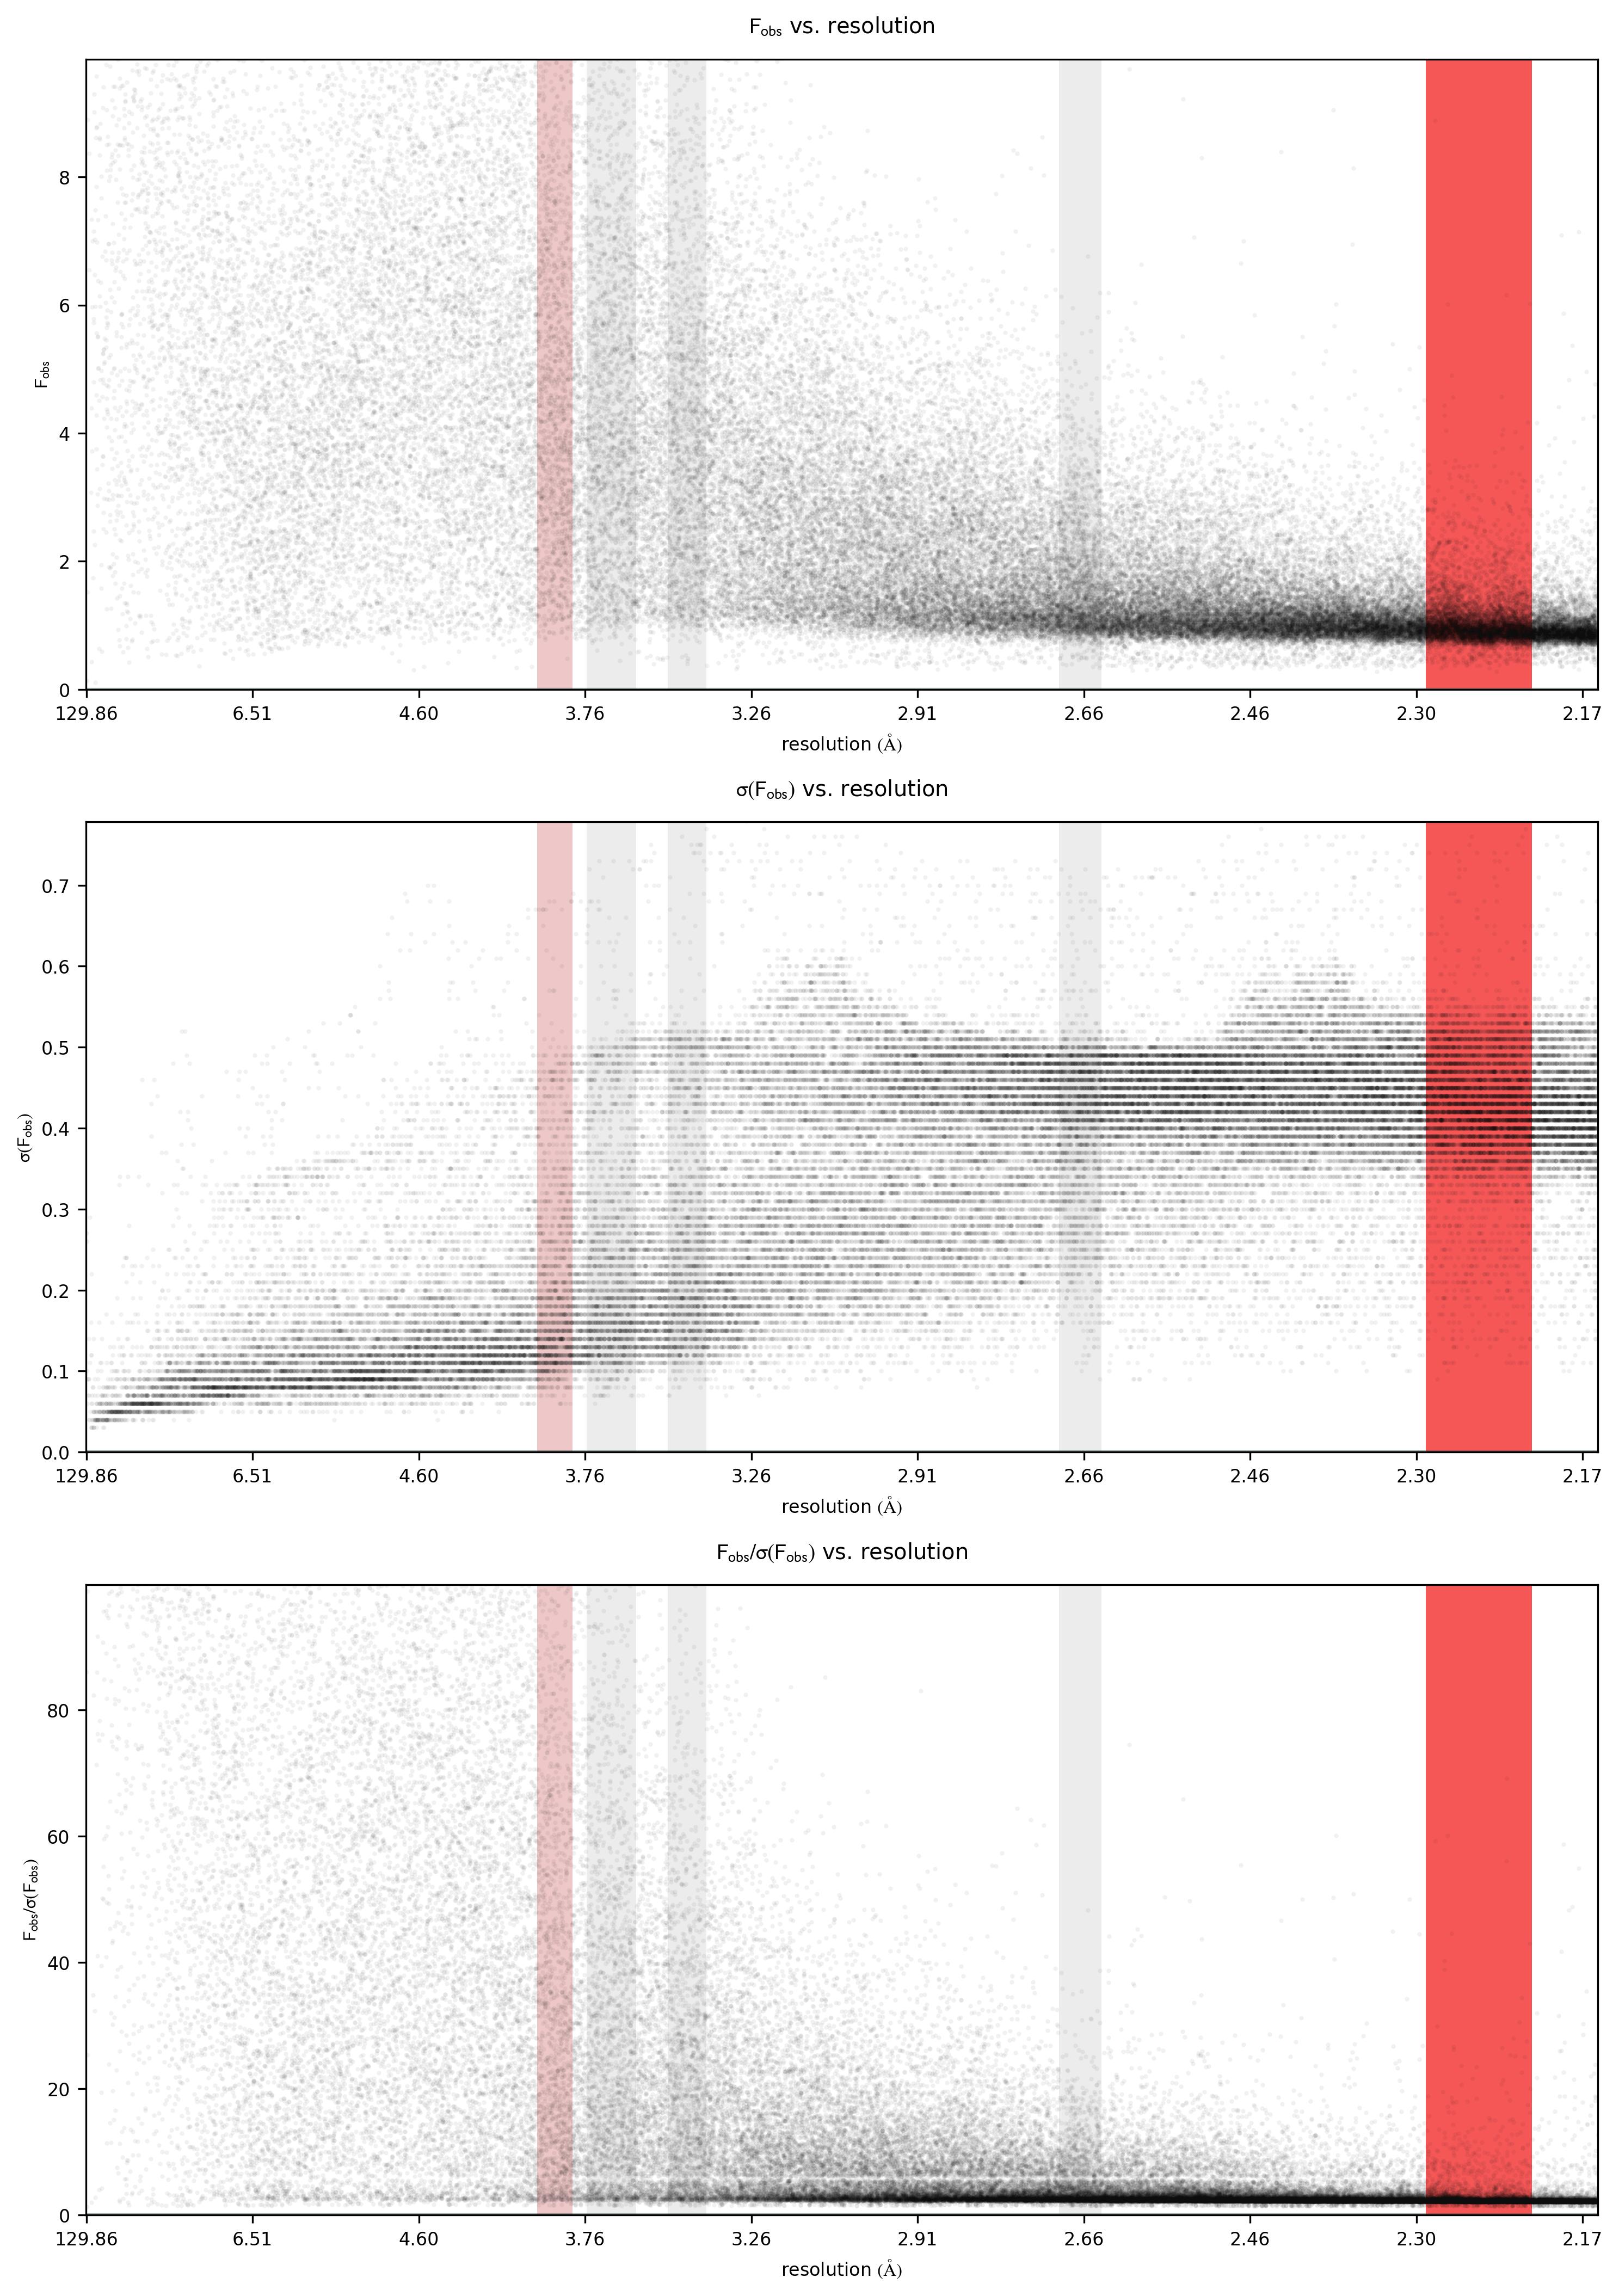 Fobs vs. resolution
8
6
4
2
0
Fobs
129.86 6.51 4.60 3.76 3.26 2.91 2.66 2.46 2.30 2.17
resolution (Å)
σ(Fobs) vs. resolution
0.7
0.6
0.5
0.4
0.3
0.2
0.1
0.0
σ(Fobs)
129.86 6.51 4.60 3.76 3.26 2.91 2.66 2.46 2.30 2.17
resolution (Å)
Fobs/σ(Fobs) vs. resolution
80
60
40
20
0
Fobs/σ(Fobs)
129.86 6.51 4.60 3.76 3.26 2.91 2.66 2.46 2.30 2.17
resolution (Å)